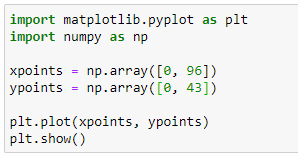 import matplotlib.pyplot as plt
import numpy as np
xpoints = np.array([0, 96])
ypoints = np.array([0, 43])
plt.plot(xpoints, ypoints)
plt.show()